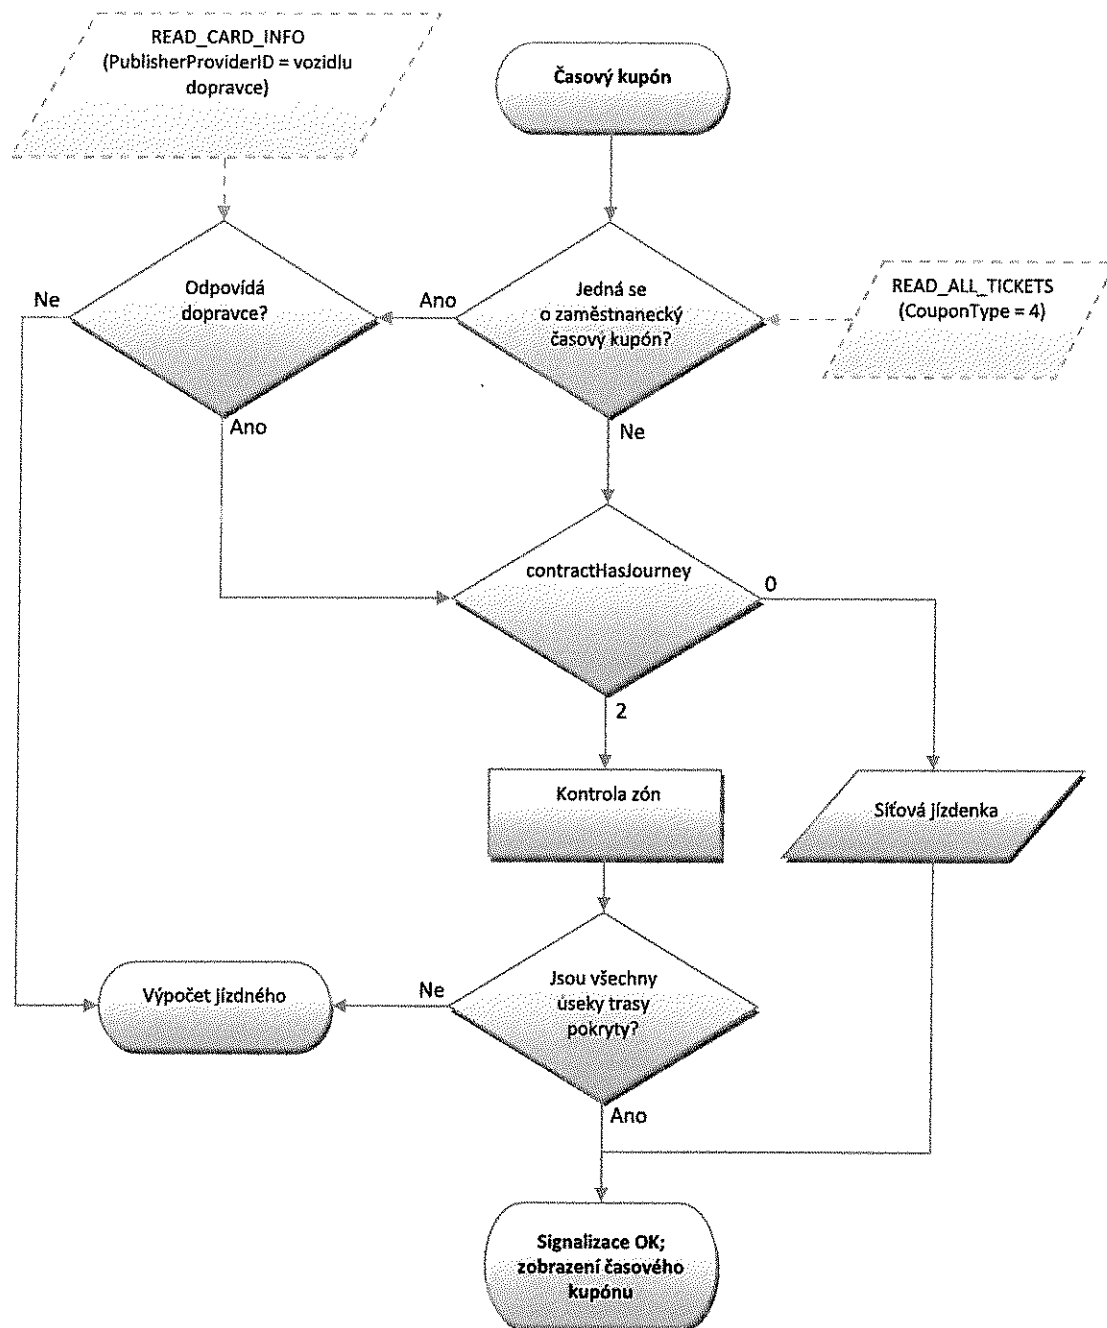 READ_CARD_INFO
(PublisherProviderID = vozidlu
dopravce)
Časový kupón
Ne
Odpovídá
dopravce?
Ano
Jedná se
o zaměstnanecký
časový kupón?
READ_ALL_TICKETS
(CouponType = 4)
Ano
Ne
contractHasJourney
0
2
Kontrola zón
Síťová jízdenka
Výpočet jízdného
Ne
Jsou všechny
úseky trasy
pokryty?
Ano
Signalizace OK;
zobrazení časového
kupónu